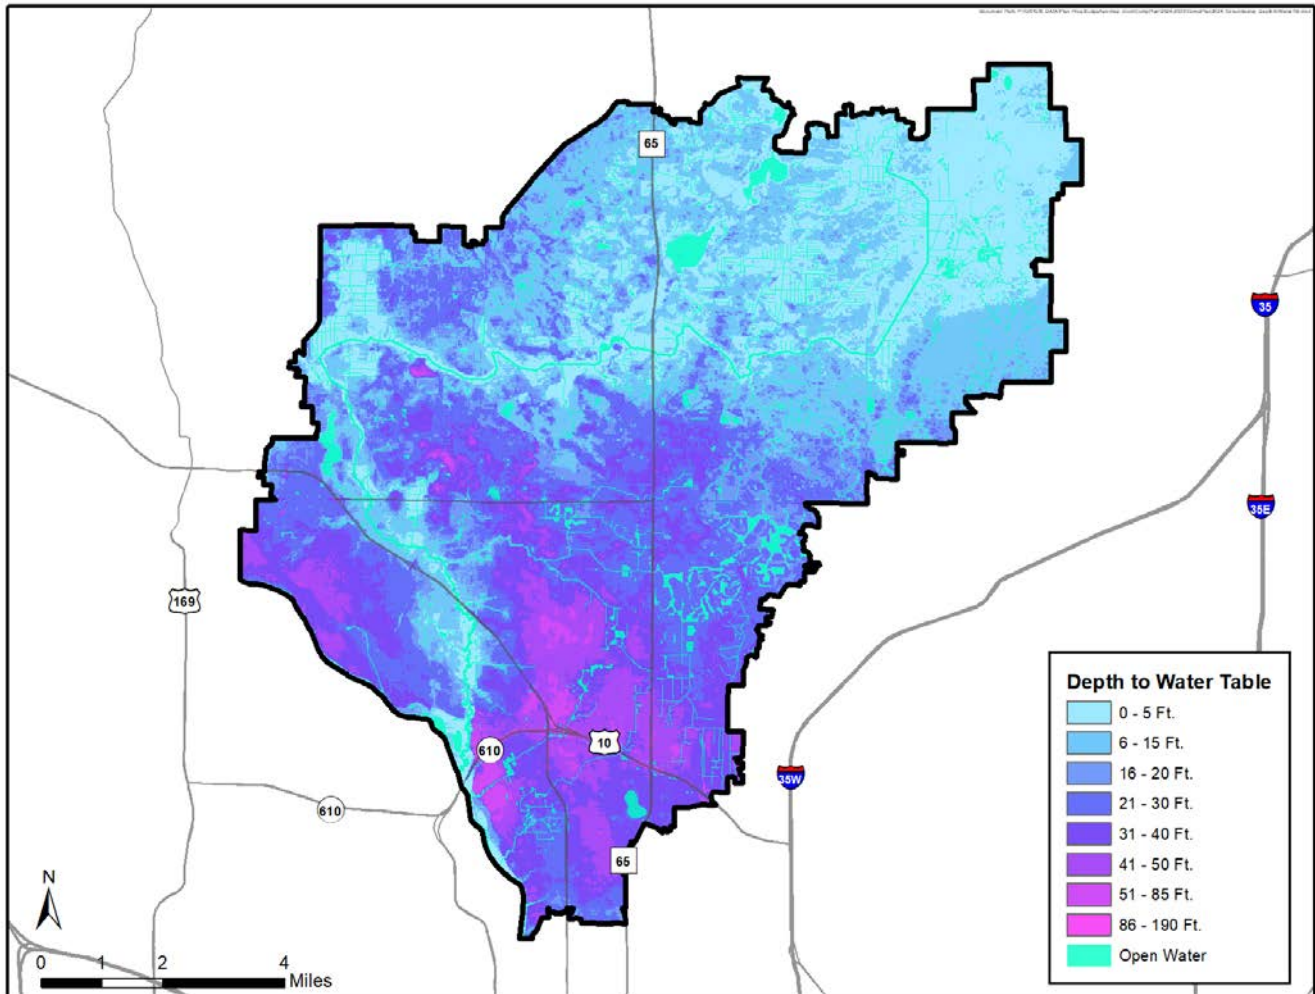 65
35
35E
169
610
10
35W
610
65
Depth to Water Table
0 - 5 Ft.
6 - 15 Ft.
16 - 20 Ft.
21 - 30 Ft.
31 - 40 Ft.
41 - 50 Ft.
51 - 85 Ft.
86 - 190 Ft.
Open Water
N
0 1 2 4
Miles